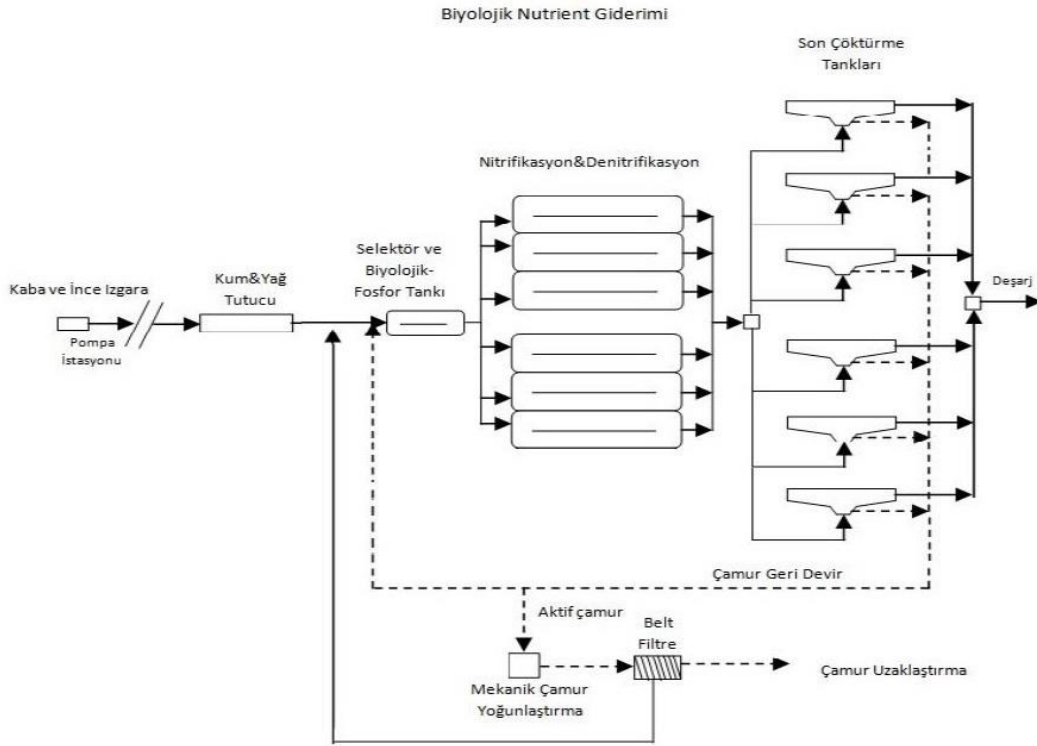 Biyolojik Nutrient Giderimi
Son Çöktürme
Tankları
Nitrifikasyon&Denitrifikasyon
Selektör ve
Biyolojik-
Fosfor Tankı
Kum&Yağ
Tutucu
Kaba ve İnce Izgara
Pompa
İstasyonu
Deşarj
Çamur Geri Devir
Aktif çamur
Belt
Filtre
Mekanik Çamur
Yoğunlaştırma
Çamur Uzaklaştırma